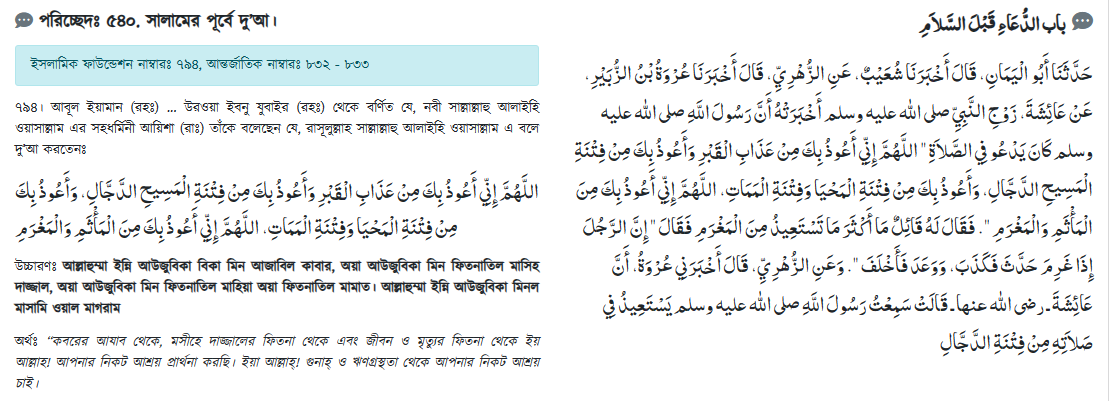 পরিচ্ছেদঃ ৫৪০. সালামের পূর্বে দু’আ।
ইসলামিক ফাউন্ডেশন নাম্বারঃ ৭৯৪, আন্তর্জাতিক নাম্বারঃ ৮৩২ - ৮৩৩
৭৯৪। আবূল ইয়ামান (রহঃ) ... উরওয়া ইবনু যুবাইর (রহঃ) থেকে বর্ণিত যে, নবী সাল্লাল্লাহু আলাইহি
ওয়াসাল্লাম এর সহধর্মিনী আয়িশা (রাঃ) তাঁকে বলেছেন যে, রাসূলুল্লাহ সাল্লাল্লাহু আলাইহি ওয়াসাল্লাম এ বলে
দু’আ করতেনঃ
اللَّهُمَّ إِنِّي أَعُوذُ بِكَ مِنْ عَذَابِ الْقَبْرِ وَأَعُوذُ بِكَ مِنْ فِتْنَةِ الْمَسِيحِ الدَّجَّالِ، وَأَعُوذُ بِكَ
مِنْ فِتْنَةِ الْمَحْيَا وَفِتْنَةِ الْمَمَاتِ، اللَّهُمَّ إِنِّي أَعُوذُ بِكَ مِنَ الْمَأْثَمِ وَالْمَغْرَمِ
উচ্চারণঃ আল্লাহুম্মা ইন্নি আউজুবিকা বিকা মিন আজাবিল কাবার, অয়া আউজুবিকা মিন ফিতনাতিল মাসিহ
দাজ্জাল, অয়া আউজুবিকা মিন ফিতনাতিল মাহিয়া অয়া ফিতনাতিল মামাত। আল্লাহুম্মা ইন্নি আউজুবিকা মিনল
মাসামি ওয়াল মাগরাম
অর্থঃ “কবরের আযাব থেকে, মসীহে দাজ্জালের ফিতনা থেকে এবং জীবন ও মৃত্যুর ফিতনা থেকে ইয়া
আল্লাহ! আপনার নিকট আশ্রয় প্রার্থনা করছি। ইয়া আল্লাহ্! গুনাহ্ ও ঋণগ্রস্থতা থেকে আপনার নিকট আশ্রয়
চাই।
باب الدُّعَاءِ قَبْلَ السَّلاَمِ
حَدَّثَنَا أَبُو الْيَمَانِ، قَالَ أَخْبَرَنَا شُعَيْبٌ، عَنِ الزُّهْرِيِّ، قَالَ أَخْبَرَنَا عُرْوَةُ بْنُ الزُّبَيْرِ،
عَنْ عَائِشَةَ، زَوْجِ النَّبِيِّ صلى الله عليه وسلم أَخْبَرَتْهُ أَنَّ رَسُولَ اللَّهِ صلى الله عليه
وسلم كَانَ يَدْعُو فِي الصَّلاَةِ " اللَّهُمَّ إِنِّي أَعُوذُ بِكَ مِنْ عَذَابِ الْقَبْرِ وَأَعُوذُ بِكَ مِنْ فِتْنَةِ
الْمَسِيحِ الدَّجَّالِ، وَأَعُوذُ بِكَ مِنْ فِتْنَةِ الْمَحْيَا وَفِتْنَةِ الْمَمَاتِ، اللَّهُمَّ إِنِّي أَعُوذُ بِكَ مِنَ
الْمَأْثَمِ وَالْمَغْرَمِ ". فَقَالَ لَهُ قَائِلٌ مَا أَكْثَرَ مَا تَسْتَعِيذُ مِنَ الْمَغْرَمِ فَقَالَ " إِنَّ الرَّجُلَ
إِذَا غَرِمَ حَدَّثَ فَكَذَبَ، وَوَعَدَ فَأَخْلَفَ ". وَعَنِ الزُّهْرِيِّ، قَالَ أَخْبَرَنِي عُرْوَةُ، أَنَّ
عَائِشَةَ ـ رضى الله عنها ـ قَالَتْ سَمِعْتُ رَسُولَ اللَّهِ صلى الله عليه وسلم يَسْتَعِيذُ فِي
صَلاَتِهِ مِنْ فِتْنَةِ الدَّجَّالِ